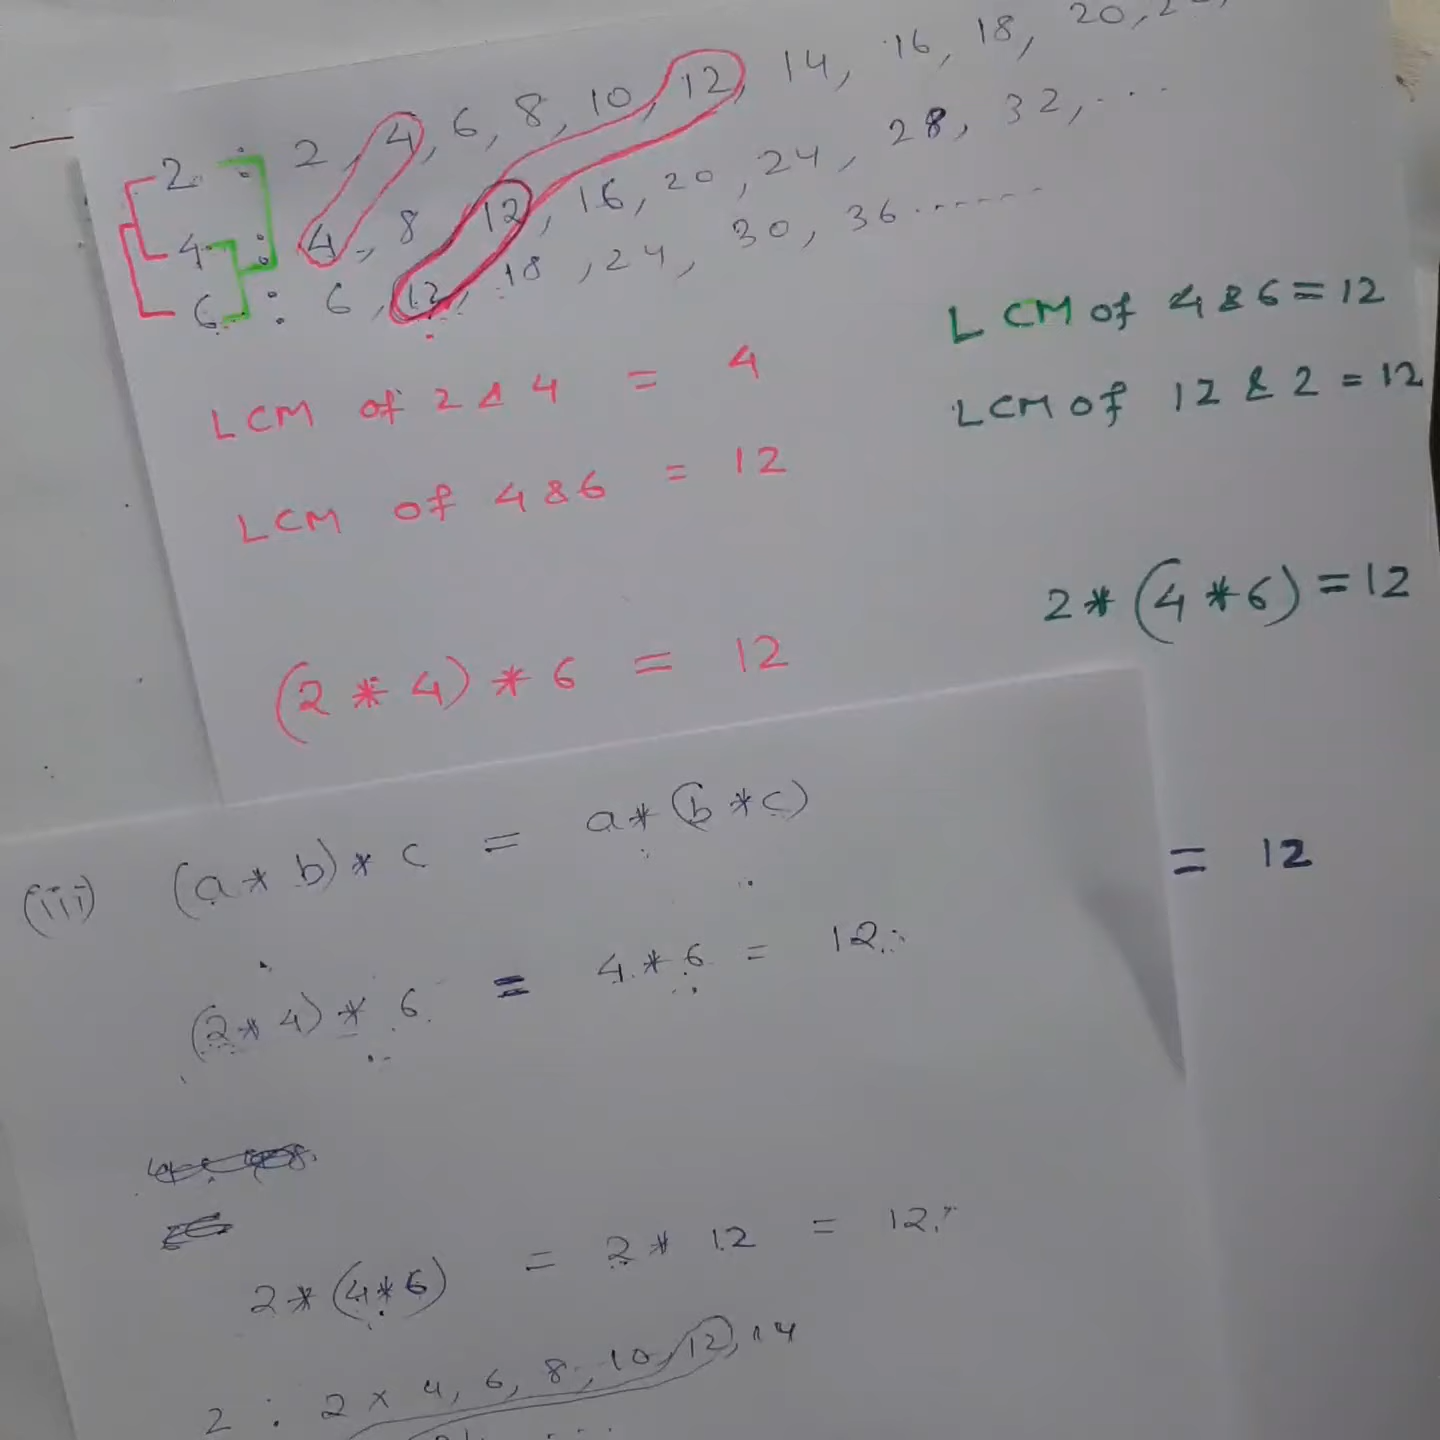 2 : 2, 4, 6, 8, 10, 12, 14, 16, 18, 20,
4 : 4, 8, 12, 16, 20, 24, 28, 32, ...
6 : 6, 12, 18, 24, 30, 36.......
LCM of 4 & 6 = 12
LCM of 2 & 4 = 4
LCM of 12 & 2 = 12
LCM of 4 & 6 = 12
2 * (4 * 6) = 12
(2 * 4) * 6 = 12
(iii) (a * b) * c = a * (b * c)
= 12
(2 * 4) * 6 = 4 * 6 = 12
2 * (4 * 6) = 2 * 12 = 12
2 : 2 × 4, 6, 8, 10, 12, 14